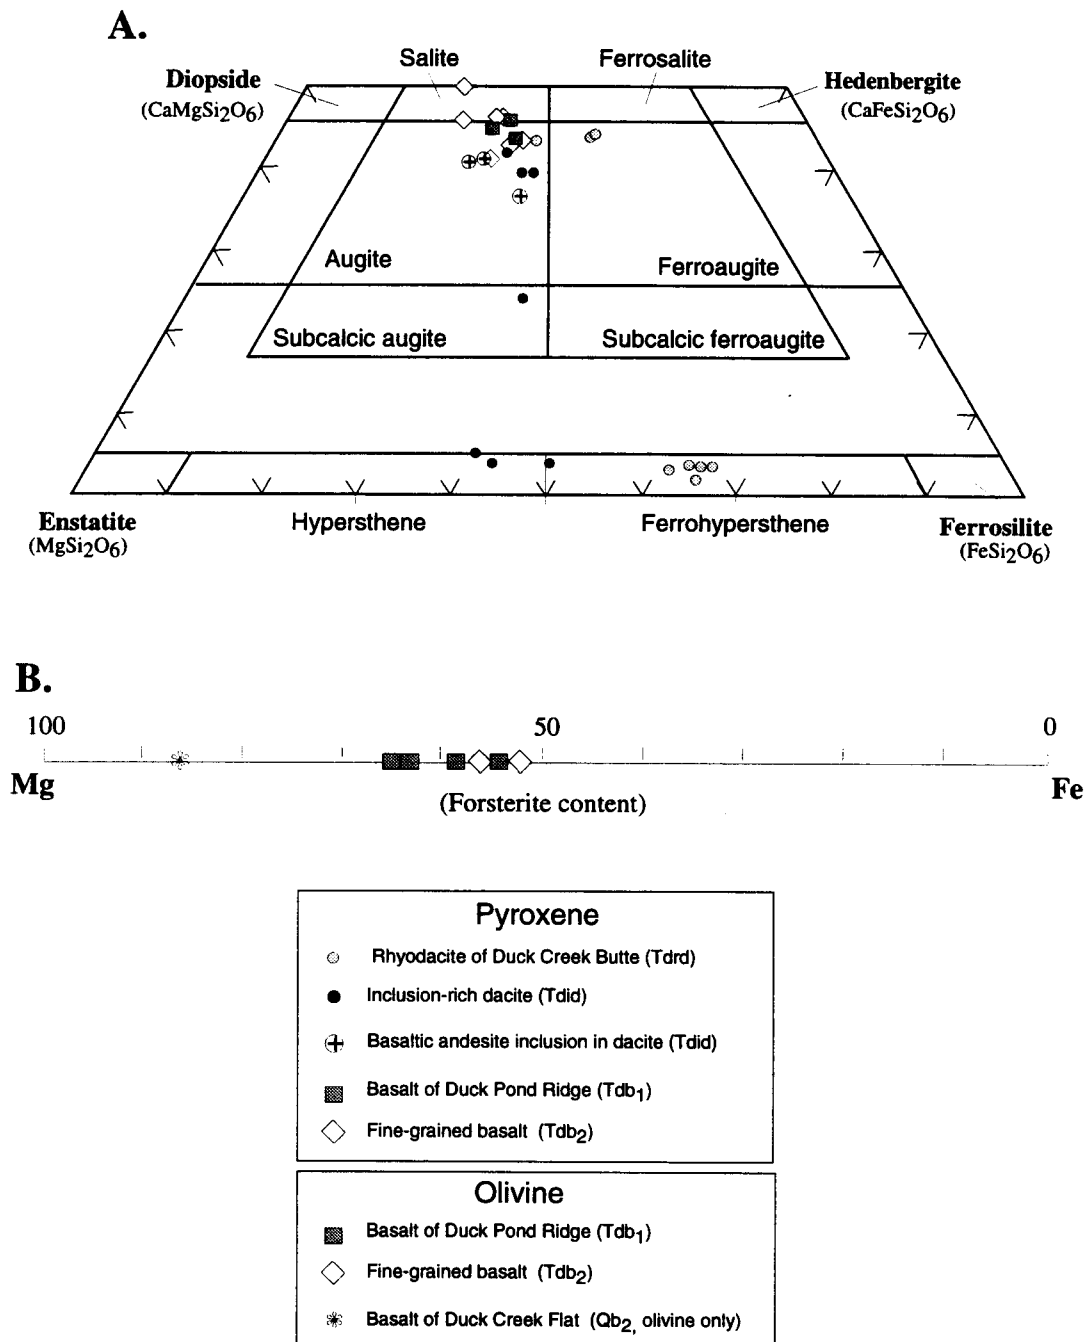 A.
Salite Ferrosalite
Diopside Hedenbergite
(CaMgSi2O6) (CaFeSi2O6)
Augite Ferroaugite
Subcalcic augite Subcalcic ferroaugite
Enstatite Hypersthene Ferrohypersthene Ferrosilite
(MgSi2O6) (FeSi2O6)
B.
100 50 0
Mg Fe
(Forsterite content)
Pyroxene
Rhyodacite of Duck Creek Butte (Tdrd)
Inclusion-rich dacite (Tdid)
Basaltic andesite inclusion in dacite (Tdid)
Basalt of Duck Pond Ridge (Tdb1)
Fine-grained basalt (Tdb2)
Olivine
Basalt of Duck Pond Ridge (Tdb1)
Fine-grained basalt (Tdb2)
Basalt of Duck Creek Flat (Qb2, olivine only)